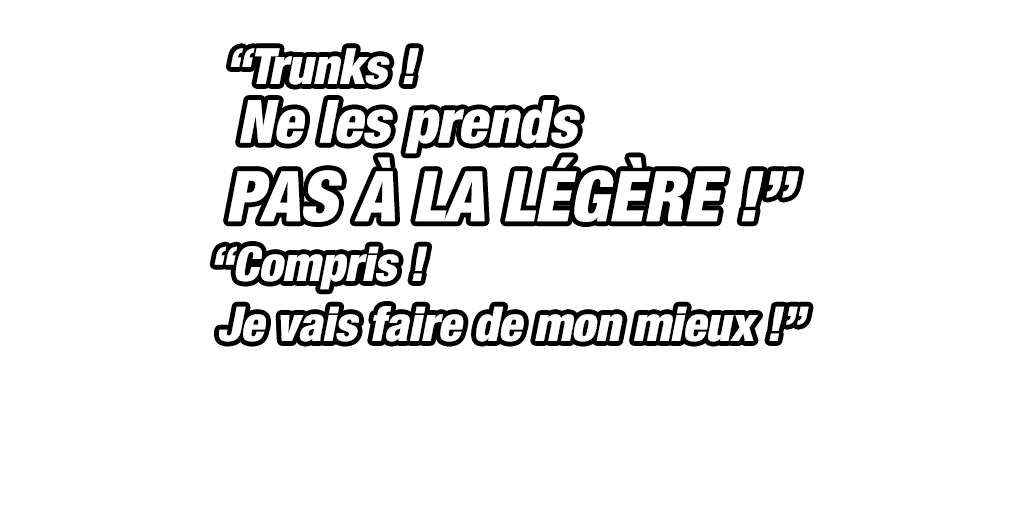 “Trunks !
Ne les prends
PAS À LA LÉGÈRE !”
“Compris !
Je vais faire de mon mieux !”